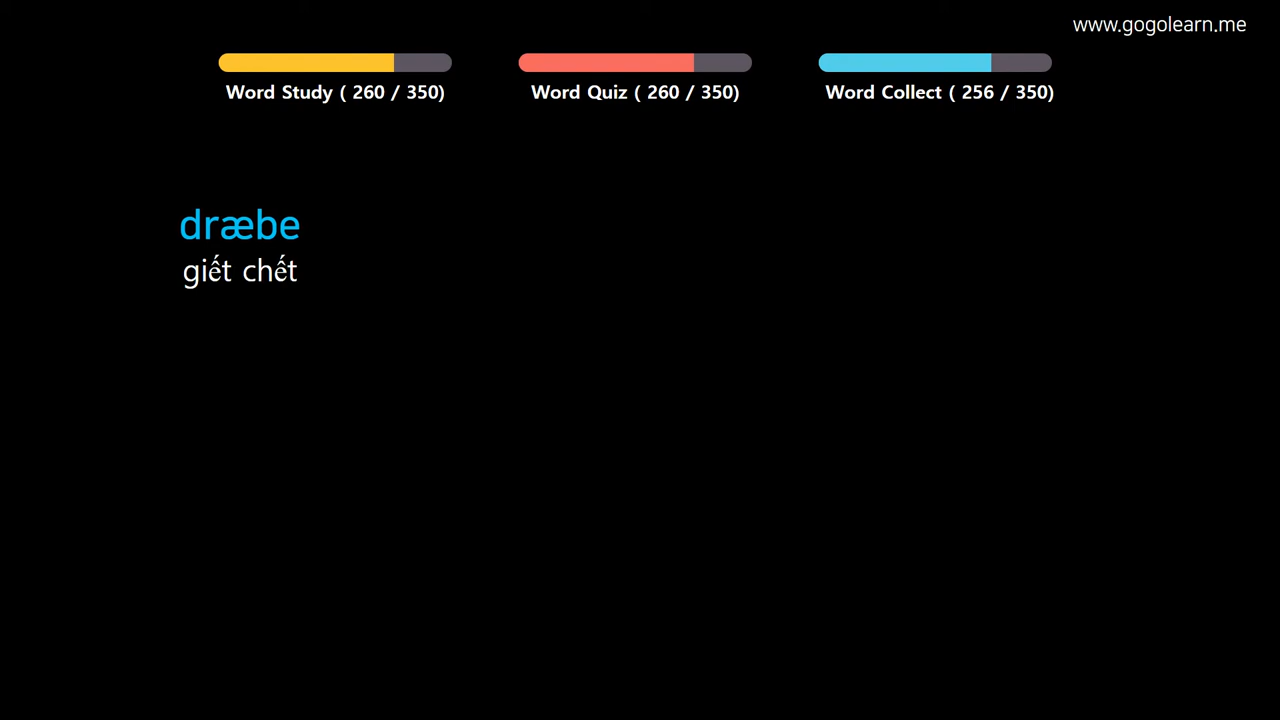 www.gogolearn.me
Word Study ( 260 / 350)
Word Quiz ( 260 / 350)
Word Collect ( 256 / 350)
dræbe
giết chết